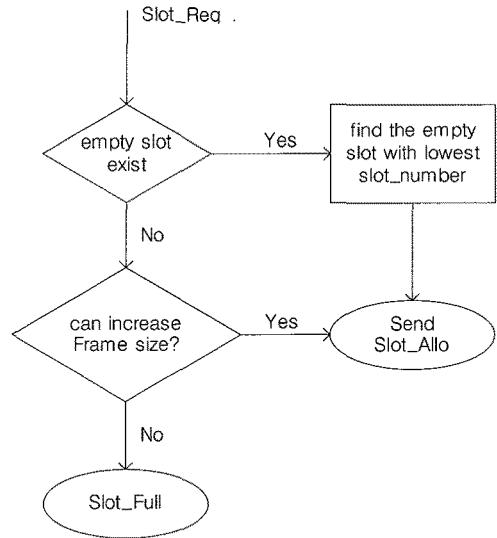 Slot_Req .
empty slot
exist
Yes
find the empty
slot with lowest
slot_number
No
can increase
Frame size?
Yes
Send
Slot_Allo
No
Slot_Full